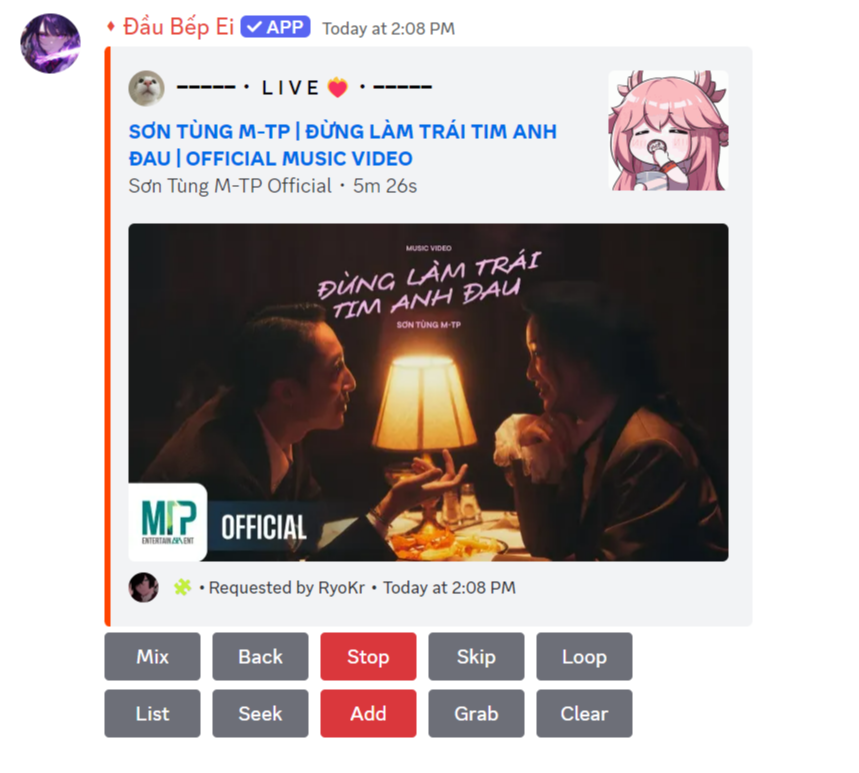 Đầu Bếp Ei ✓ APP Today at 2:08 PM
----- · L I V E ❤️‍🔥 · -----
SƠN TÙNG M-TP | ĐỪNG LÀM TRÁI TIM ANH
ĐAU | OFFICIAL MUSIC VIDEO
Sơn Tùng M-TP Official · 5m 26s
MUSIC VIDEO
ĐỪNG LÀM TRÁI
TIM ANH ĐAU
SƠN TÙNG M-TP
MTP
ENTERTAINMENT
OFFICIAL
• Requested by RyoKr • Today at 2:08 PM
Mix Back Stop Skip Loop
List Seek Add Grab Clear